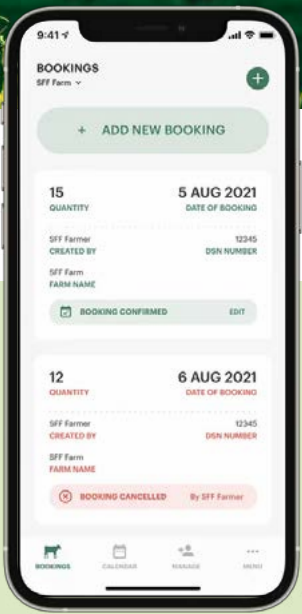 9:41
BOOKINGS
SFF Farm
+ ADD NEW BOOKING
15 5 AUG 2021
QUANTITY DATE OF BOOKING
SFF Farmer 12345
CREATED BY DSN NUMBER
SFF Farm
FARM NAME
BOOKING CONFIRMED EDIT
12 6 AUG 2021
QUANTITY DATE OF BOOKING
SFF Farmer 12345
CREATED BY DSN NUMBER
SFF Farm
FARM NAME
BOOKING CANCELLED By SFF Farmer
BOOKINGS CALENDAR MANAGE MENU